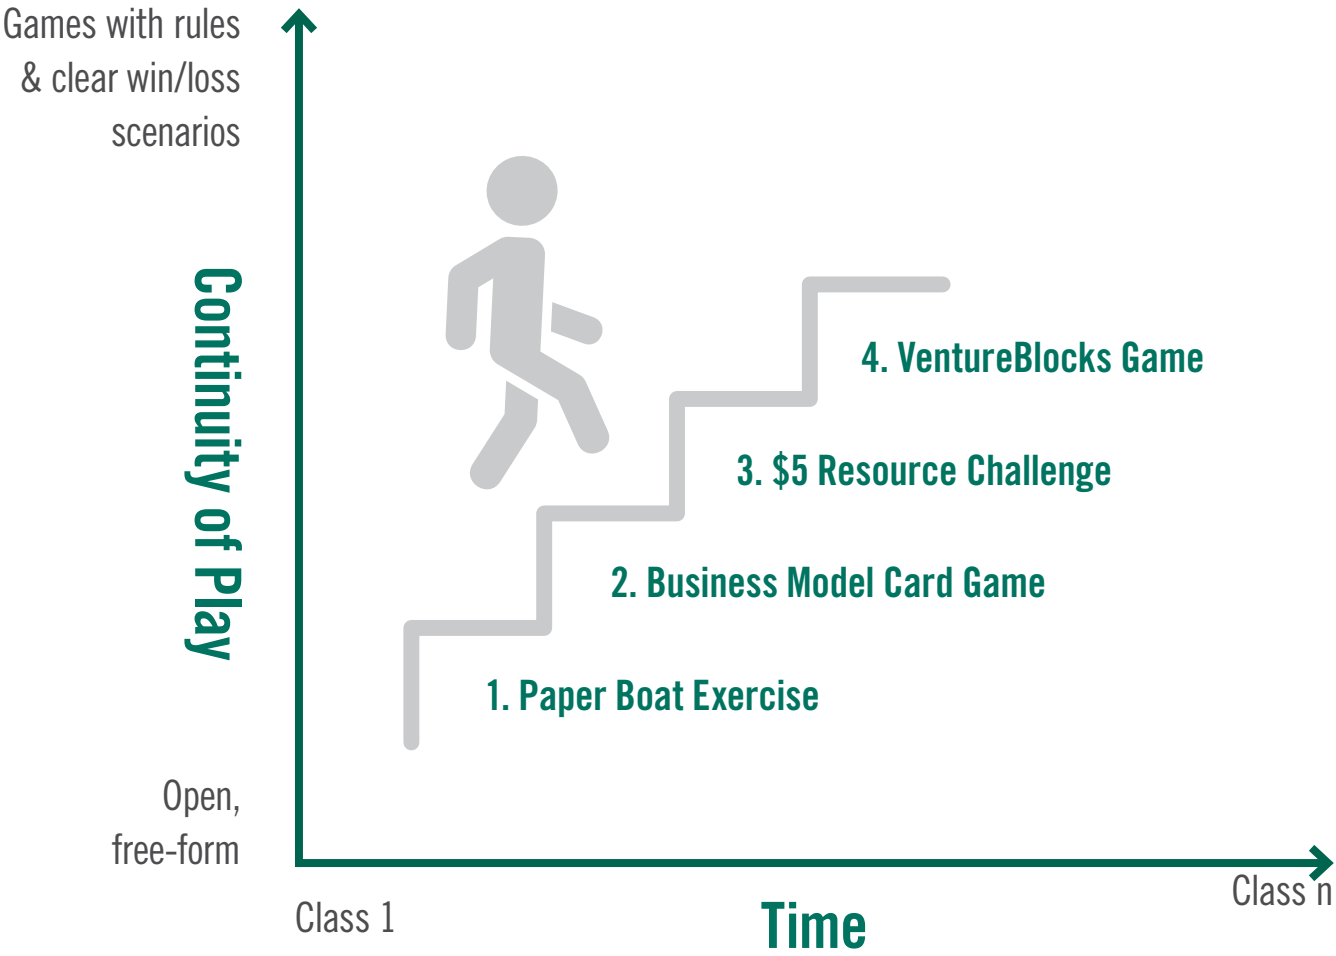 Games with rules
& clear win/loss
scenarios
Continuity of Play
4. VentureBlocks Game
3. $5 Resource Challenge
2. Business Model Card Game
1. Paper Boat Exercise
Open,
free-form
Class 1
Time
Class n